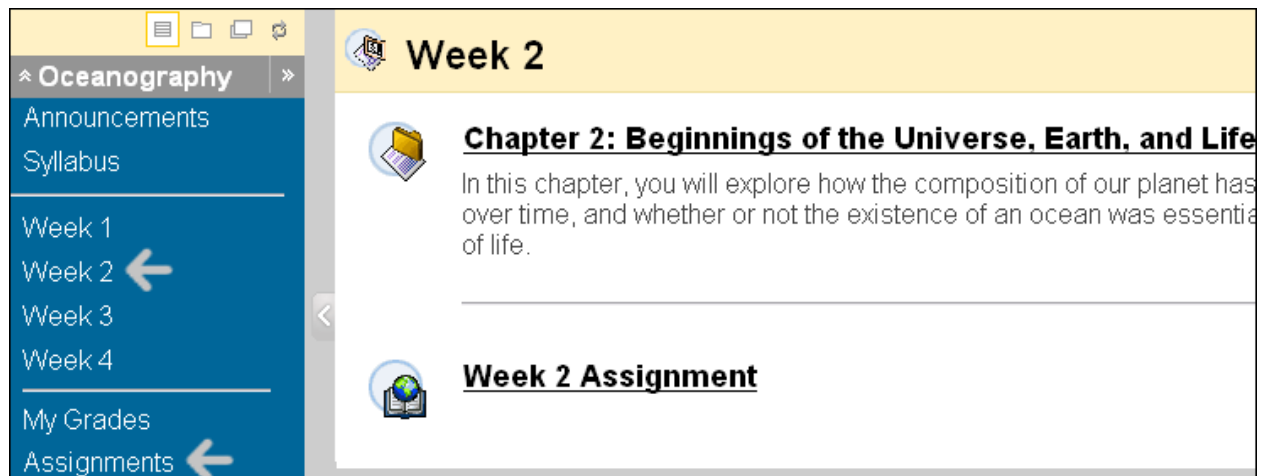 Oceanography
Announcements
Syllabus
Week 1
Week 2
Week 3
Week 4
My Grades
Assignments
Week 2
Chapter 2: Beginnings of the Universe, Earth, and Life
In this chapter, you will explore how the composition of our planet has
over time, and whether or not the existence of an ocean was essentia
of life.
Week 2 Assignment